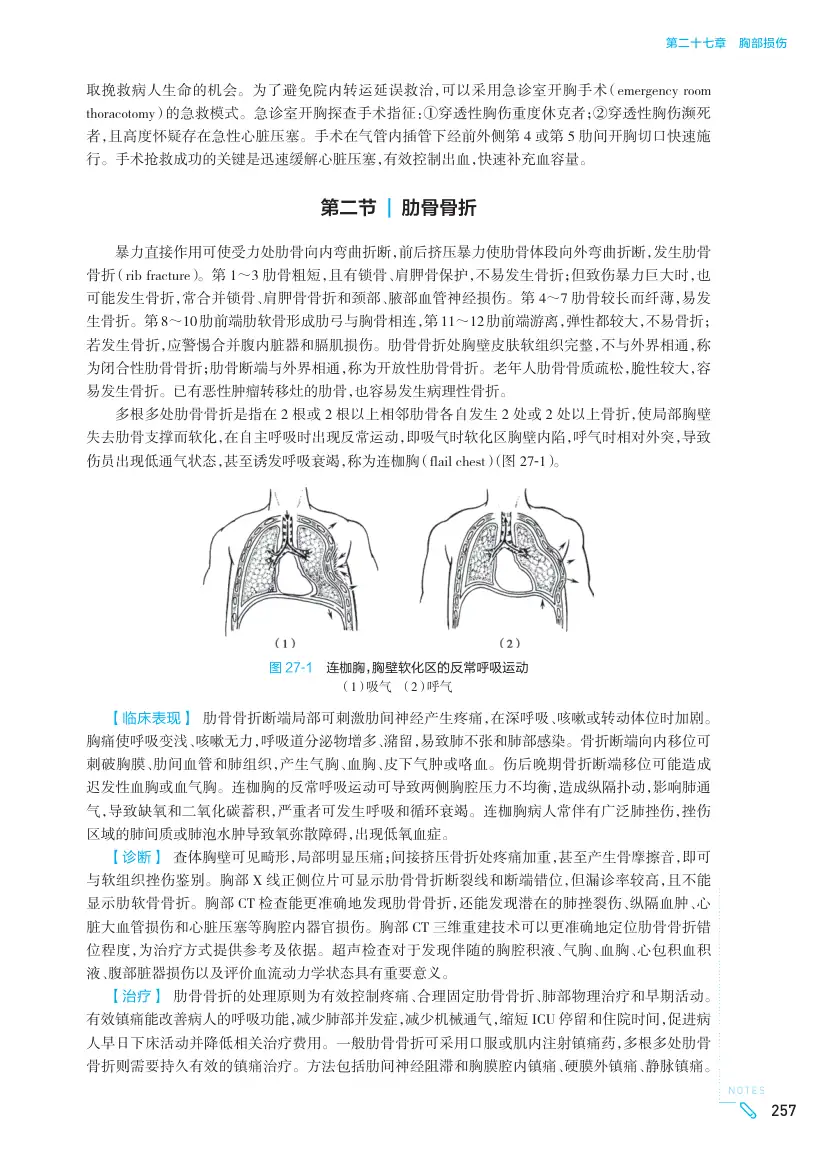 第二十七章 胸部损伤
取挽救病人生命的机会。为了避免院内转运延误救治,可以采用急诊室开胸手术(emergency room
thoracotomy)的急救模式。急诊室开胸探查手术指征:①穿透性胸伤重度休克者;②穿透性胸伤濒死
者,且高度怀疑存在急性心脏压塞。手术在气管内插管下经前外侧第 4 或第 5 肋间开胸切口快速施
行。手术抢救成功的关键是迅速缓解心脏压塞,有效控制出血,快速补充血容量。
第二节 | 肋骨骨折
暴力直接作用可使受力处肋骨向内弯曲折断,前后挤压暴力使肋骨体段向外弯曲折断,发生肋骨
骨折(rib fracture)。第 1～3 肋骨粗短,且有锁骨、肩胛骨保护,不易发生骨折;但致伤暴力巨大时,也
可能发生骨折,常合并锁骨、肩胛骨骨折和颈部、腋部血管神经损伤。第 4～7 肋骨较长而纤薄,易发
生骨折。第 8～10 肋前端肋软骨形成肋弓与胸骨相连,第 11～12 肋前端游离,弹性都较大,不易骨折;
若发生骨折,应警惕合并腹内脏器和膈肌损伤。肋骨骨折处胸壁皮肤软组织完整,不与外界相通,称
为闭合性肋骨骨折;肋骨断端与外界相通,称为开放性肋骨骨折。老年人肋骨骨质疏松,脆性较大,容
易发生骨折。已有恶性肿瘤转移灶的肋骨,也容易发生病理性骨折。
多根多处肋骨骨折是指在 2 根或 2 根以上相邻肋骨各自发生 2 处或 2 处以上骨折,使局部胸壁
失去肋骨支撑而软化,在自主呼吸时出现反常运动,即吸气时软化区胸壁内陷,呼气时相对外突,导致
伤员出现低通气状态,甚至诱发呼吸衰竭,称为连枷胸(flail chest)(图 27-1)。
(1)
(2)
图 27-1 连枷胸,胸壁软化区的反常呼吸运动
(1)吸气 (2)呼气
【临床表现】 肋骨骨折断端局部可刺激肋间神经产生疼痛,在深呼吸、咳嗽或转动体位时加剧。
胸痛使呼吸变浅、咳嗽无力,呼吸道分泌物增多、潴留,易致肺不张和肺部感染。骨折断端向内移位可
刺破胸膜、肋间血管和肺组织,产生气胸、血胸、皮下气肿或咯血。伤后晚期骨折断端移位可能造成
迟发性血胸或血气胸。连枷胸的反常呼吸运动可导致两侧胸腔压力不均衡,造成纵隔扑动,影响肺通
气,导致缺氧和二氧化碳蓄积,严重者可发生呼吸和循环衰竭。连枷胸病人常伴有广泛肺挫伤,挫伤
区域的肺间质或肺泡水肿导致氧弥散障碍,出现低氧血症。
【诊断】 查体胸壁可见畸形,局部明显压痛;间接挤压骨折处疼痛加重,甚至产生骨摩擦音,即可
与软组织挫伤鉴别。胸部 X 线正侧位片可显示肋骨骨折断裂线和断端错位,但漏诊率较高,且不能
显示肋软骨骨折。胸部 CT 检查能更准确地发现肋骨骨折,还能发现潜在的肺挫裂伤、纵隔血肿、心
脏大血管损伤和心脏压塞等胸腔内器官损伤。胸部 CT 三维重建技术可以更准确地定位肋骨骨折错
位程度,为治疗方式提供参考及依据。超声检查对于发现伴随的胸腔积液、气胸、血胸、心包积血积
液、腹部脏器损伤以及评价血流动力学状态具有重要意义。
【治疗】 肋骨骨折的处理原则为有效控制疼痛、合理固定肋骨骨折、肺部物理治疗和早期活动。
有效镇痛能改善病人的呼吸功能,减少肺部并发症,减少机械通气,缩短 ICU 停留和住院时间,促进病
人早日下床活动并降低相关治疗费用。一般肋骨骨折可采用口服或肌内注射镇痛药,多根多处肋骨
骨折则需要持久有效的镇痛治疗。方法包括肋间神经阻滞和胸膜腔内镇痛、硬膜外镇痛、静脉镇痛。
NOTES
257